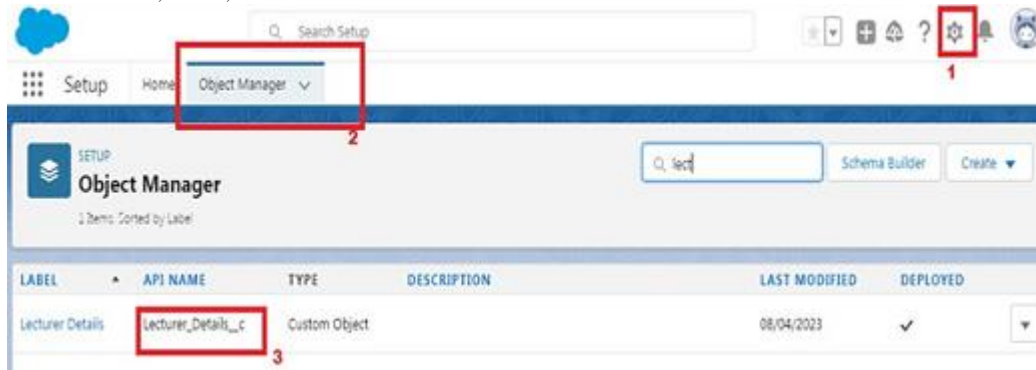 Search Setup
1
Setup Home Object Manager
2
SETUP
Object Manager
lect
Schema Builder
Create
Items Sorted by Label
LABEL API NAME TYPE DESCRIPTION LAST MODIFIED DEPLOYED
Lecturer Details Lecturer_Details__c Custom Object 08/04/2023
3